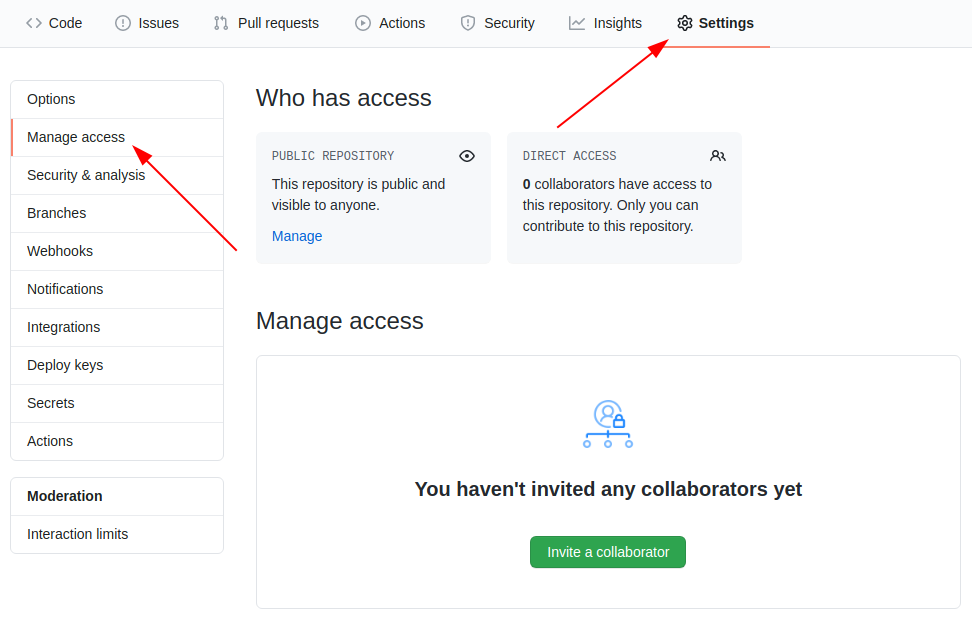 Code Issues Pull requests Actions Security Insights Settings
Options
Manage access
Security & analysis
Branches
Webhooks
Notifications
Integrations
Deploy keys
Secrets
Actions
Moderation
Interaction limits
Who has access
PUBLIC REPOSITORY
This repository is public and
visible to anyone.
Manage
DIRECT ACCESS
0 collaborators have access to
this repository. Only you can
contribute to this repository.
Manage access
You haven't invited any collaborators yet
Invite a collaborator